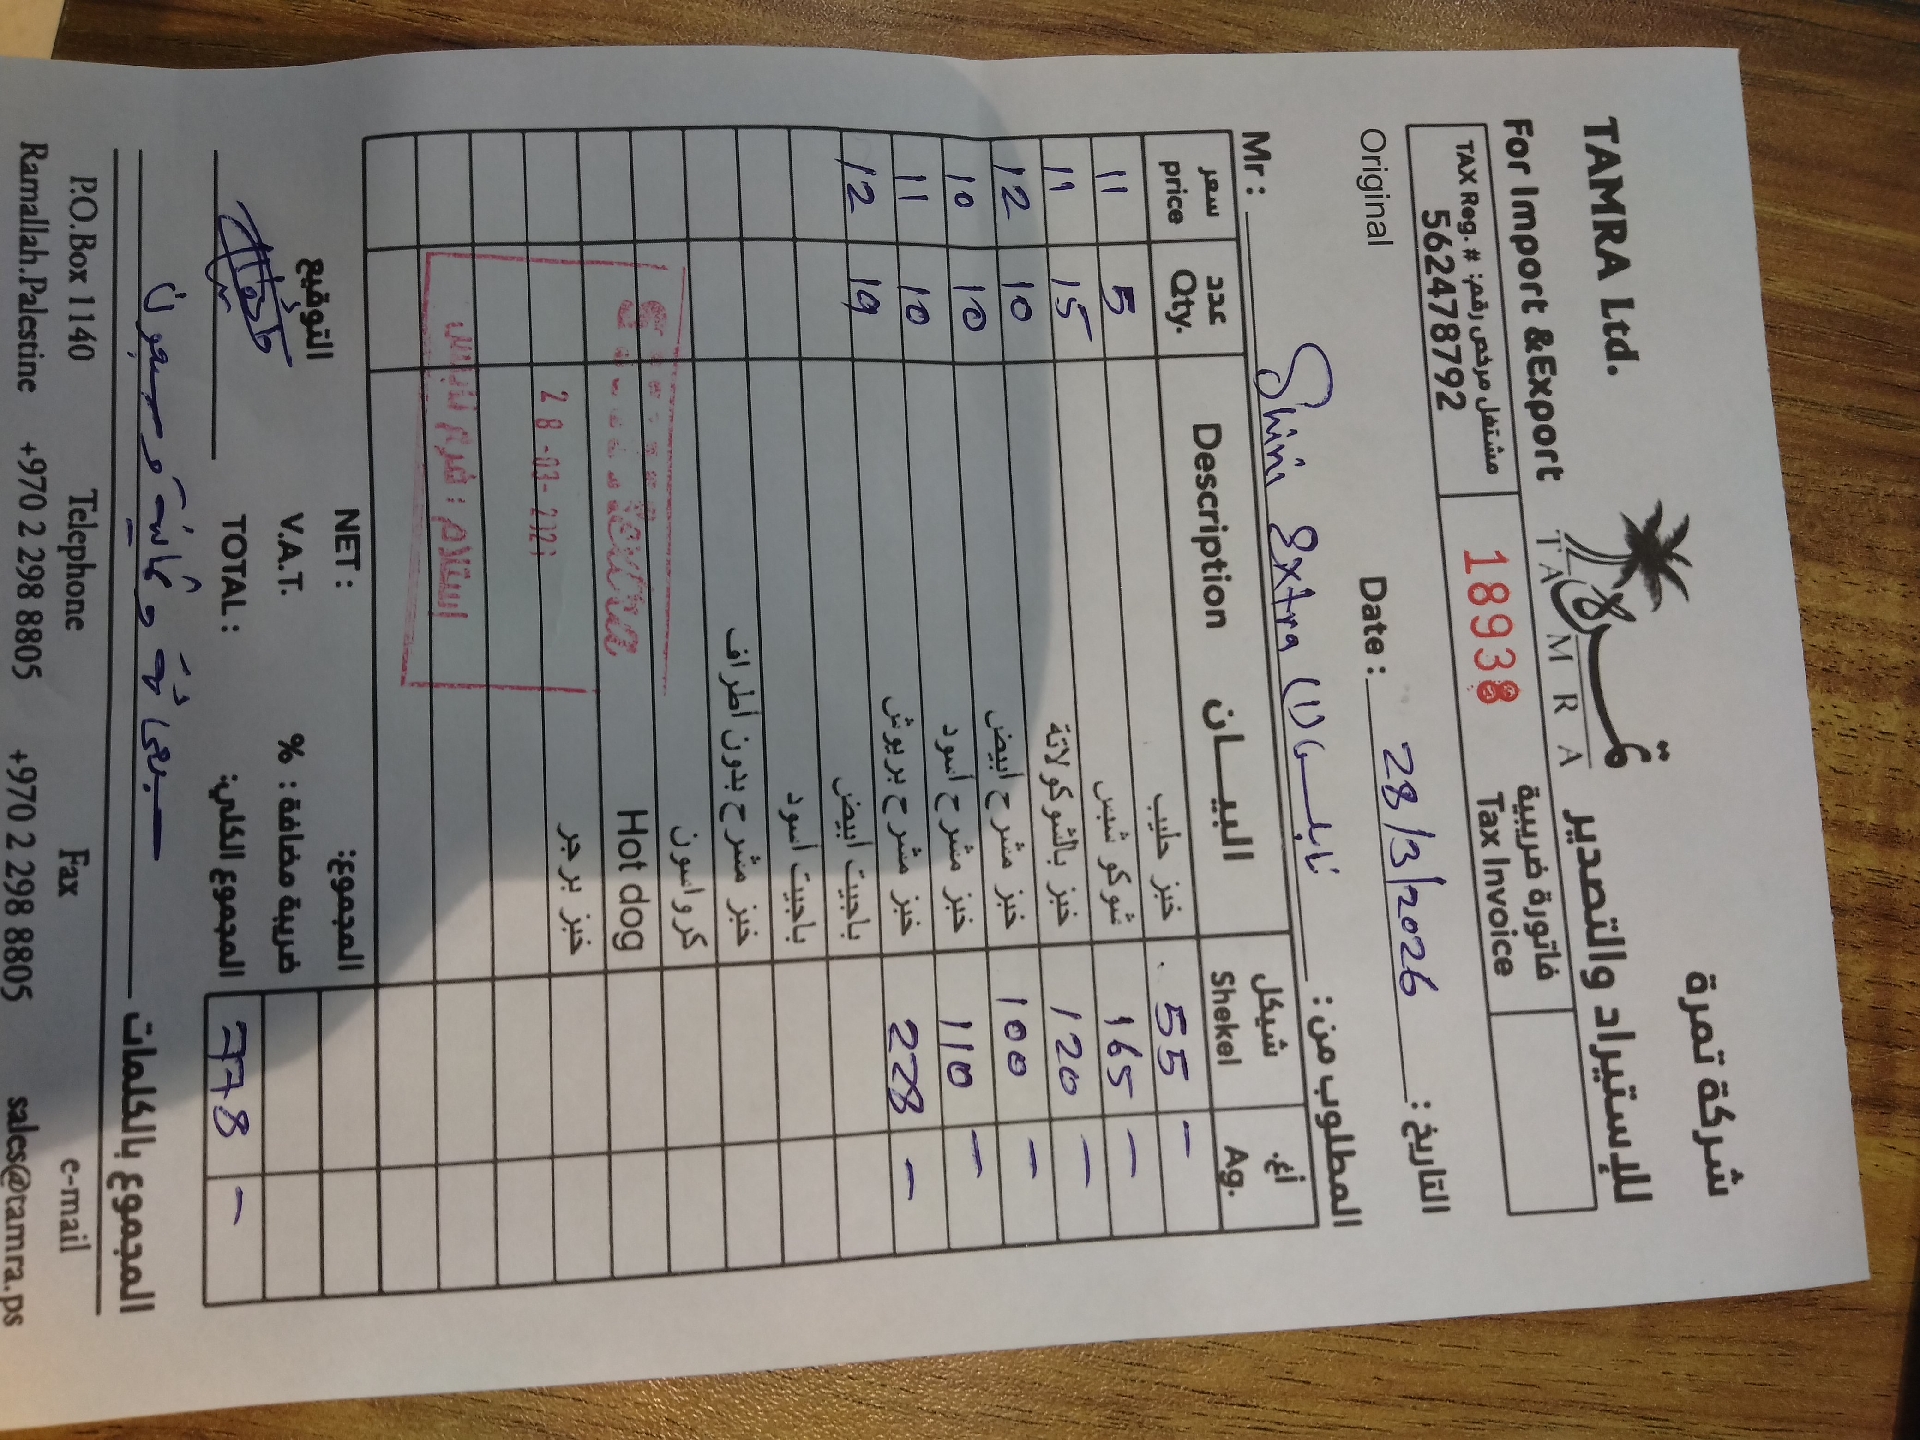 شركة تمرة
TAMRA Ltd. للإستيراد والتصدير
For Import &Export
TAMRA
TAX Reg. # مشتغل مرخص رقم:
562478792
18938
فاتورة ضريبية
Tax Invoice
Original Date : 28/3/2026 التاريخ :
Mr : Shini Extra (1) نابلس المطلوب من :
سعر عدد البيــان شيكل أغ.
price Qty. Description Shekel Ag.
11 5 خبز حليب 55 -
11 15 شوكو شبس 165 -
12 10 خبز بالشوكولاتة 120 -
10 10 خبز مشرح ابيض 100 -
11 10 خبز مشرح أسود 110 -
12 19 خبز مشرح بريوش 228 -
باجيت ابيض
باجيت اسود
خبز مشرح بدون أطراف
كرواسون
Hot dog
خبز برجر
28-03-
استلام :
NET : المجموع:
التوقيع V.A.T. % ضريبة مضافة :
TOTAL : المجموع الكلي: 778 -
المجموع بالكلمات سبعمائة وثمانية وسبعون
P.O.Box 1140 Telephone Fax e-mail
Ramallah.Palestine +970 2 298 8805 +970 2 298 8805 sales@tamra.ps